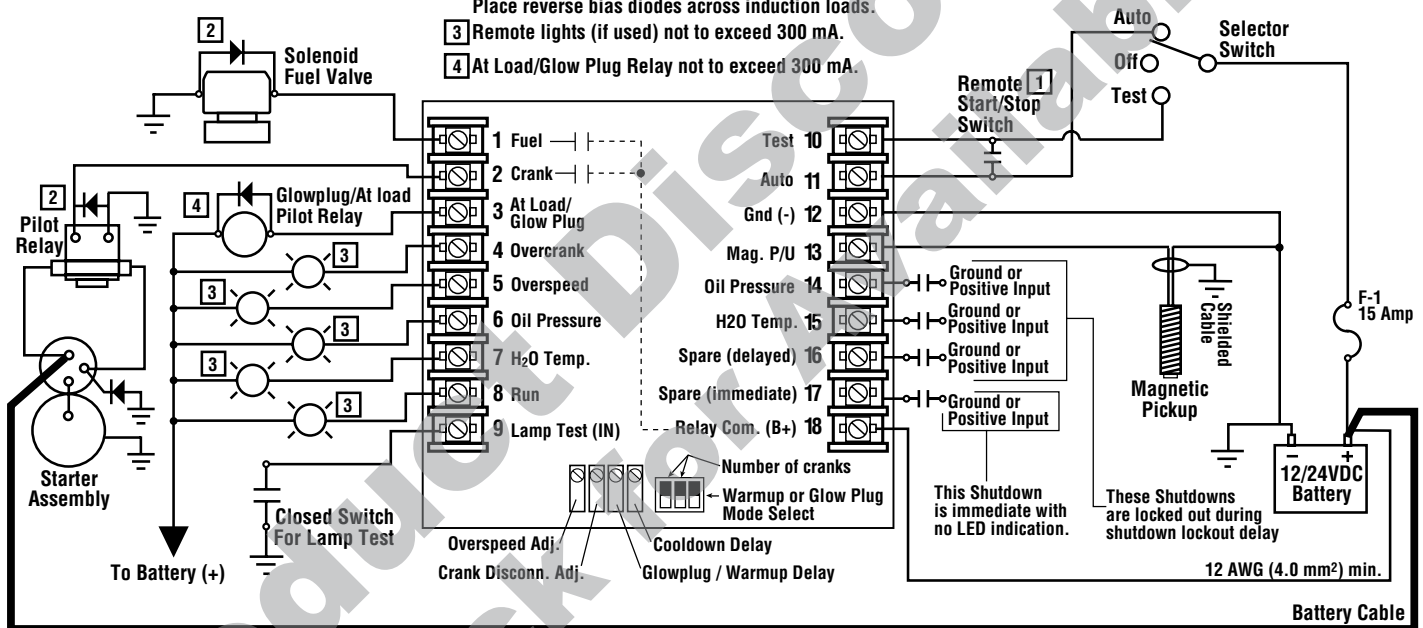 Place reverse bias diodes across induction loads.
3 Remote lights (if used) not to exceed 300 mA.
4 At Load/Glow Plug Relay not to exceed 300 mA.
2
Solenoid
Fuel Valve
2
Pilot
Relay
4
Glowplug/At load
Pilot Relay
3
3
3
3
3
Starter
Assembly
To Battery (+)
Closed Switch
For Lamp Test
1 Fuel
2 Crank
3 At Load/
Glow Plug
4 Overcrank
5 Overspeed
6 Oil Pressure
7 H2O Temp.
8 Run
9 Lamp Test (IN)
Test 10
Auto 11
Gnd (-) 12
Mag. P/U 13
Oil Pressure 14
H2O Temp. 15
Spare (delayed) 16
Spare (immediate) 17
Relay Com. (B+) 18
Number of cranks
Warmup or Glow Plug
Mode Select
Overspeed Adj.
Crank Disconn. Adj.
Cooldown Delay
Glowplug / Warmup Delay
Remote 1
Start/Stop
Switch
Auto
Off
Test
Selector
Switch
Ground or
Positive Input
Ground or
Positive Input
Ground or
Positive Input
Ground or
Positive Input
Shielded
Cable
Magnetic
Pickup
F-1
15 Amp
This Shutdown
is immediate with
no LED indication.
These Shutdowns
are locked out during
shutdown lockout delay
− +
12/24VDC
Battery
12 AWG (4.0 mm²) min.
Battery Cable